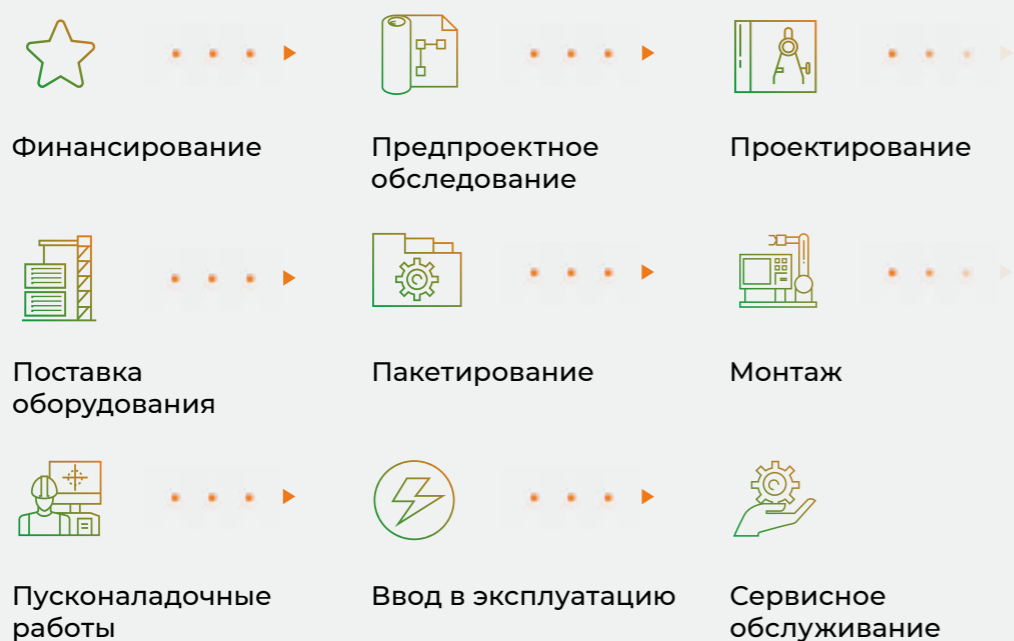 Финансирование
Предпроектное
обследование
Проектирование
Поставка
оборудования
Пакетирование
Монтаж
Пусконаладочные
работы
Ввод в эксплуатацию
Сервисное
обслуживание